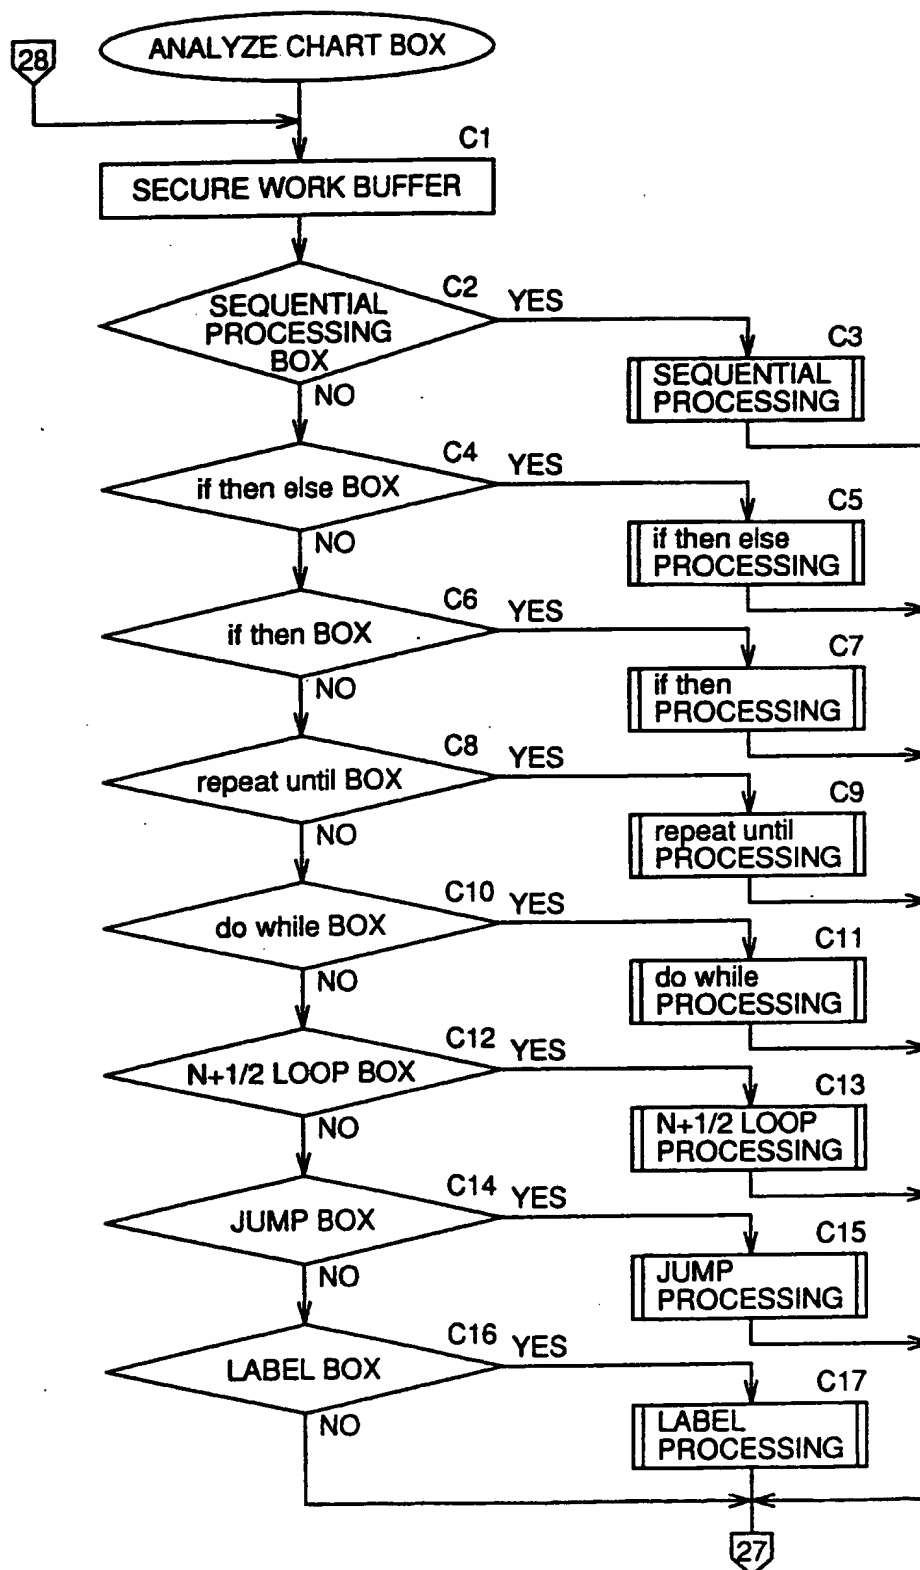 ANALYZE CHART BOX
28
C1
SECURE WORK BUFFER
C2
YES
SEQUENTIAL
PROCESSING
BOX
NO
C3
SEQUENTIAL
PROCESSING
C4
YES
if then else BOX
NO
C5
if then else
PROCESSING
C6
YES
if then BOX
NO
C7
if then
PROCESSING
C8
YES
repeat until BOX
NO
C9
repeat until
PROCESSING
C10
YES
do while BOX
NO
C11
do while
PROCESSING
C12
YES
N+1/2 LOOP BOX
NO
C13
N+1/2 LOOP
PROCESSING
C14
YES
JUMP BOX
NO
C15
JUMP
PROCESSING
C16
YES
LABEL BOX
NO
C17
LABEL
PROCESSING
27